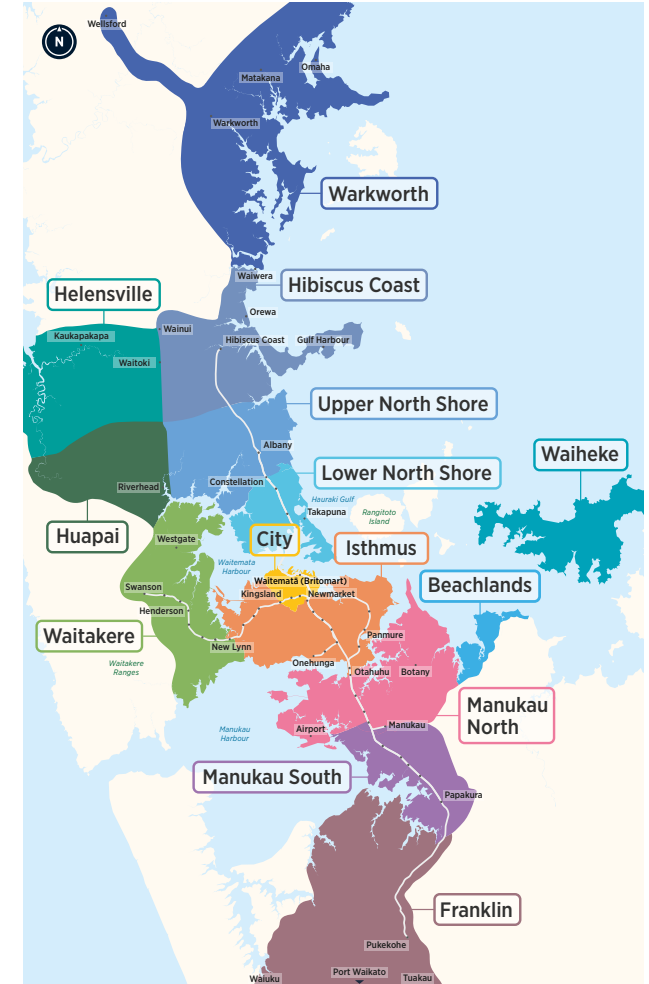 Wellsford
N
Omaha
Matakana
Warkworth
Warkworth
Waiwera
Hibiscus Coast
Helensville
Orewa
Wainui
Kaukapakapa
Hibiscus Coast
Gulf Harbour
Waitoki
Upper North Shore
Albany
Waiheke
Lower North Shore
Constellation
Riverhead
Hauraki Gulf
Takapuna
Rangitoto
Island
Huapai
City
Westgate
Isthmus
Waitemata
Harbour
Waitematā (Britomart)
Beachlands
Swanson
Kingsland
Newmarket
Henderson
Waitakere
Panmure
New Lynn
Onehunga
Waitakere
Ranges
Otahuhu
Botany
Manukau
North
Airport
Manukau
Manukau
Harbour
Manukau South
Papakura
Franklin
Pukekohe
Port Waikato
Waiuku
Tuakau